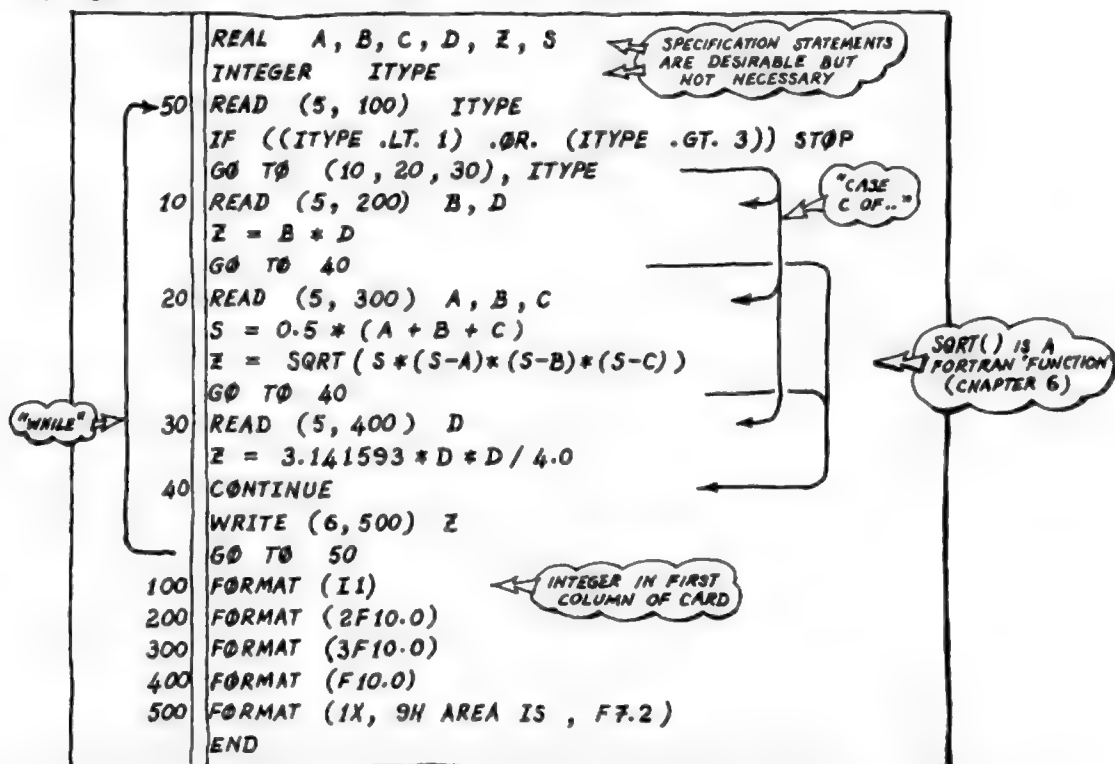 REAL A, B, C, D, Z, S
SPECIFICATION STATEMENTS
ARE DESIRABLE BUT
NOT NECESSARY
INTEGER ITYPE
50 READ (5, 100) ITYPE
IF ((ITYPE .LT. 1) .ØR. (ITYPE .GT. 3)) STØP
GØ TØ (10, 20, 30), ITYPE
"CASE
C OF.."
10 READ (5, 200) B, D
Z = B * D
GØ TØ 40
20 READ (5, 300) A, B, C
S = 0.5 * (A + B + C)
Z = SQRT(S*(S-A)*(S-B)*(S-C))
SQRT() IS A
FORTRAN FUNCTION
(CHAPTER 6)
GØ TØ 40
"WHILE"
30 READ (5, 400) D
Z = 3.141593 * D * D / 4.0
40 CØNTINUE
WRITE (6, 500) Z
GØ TØ 50
100 FØRMAT (I1)
INTEGER IN FIRST
COLUMN OF CARD
200 FØRMAT (2F10.0)
300 FØRMAT (3F10.0)
400 FØRMAT (F10.0)
500 FØRMAT (1X, 9H AREA IS , F7.2)
END